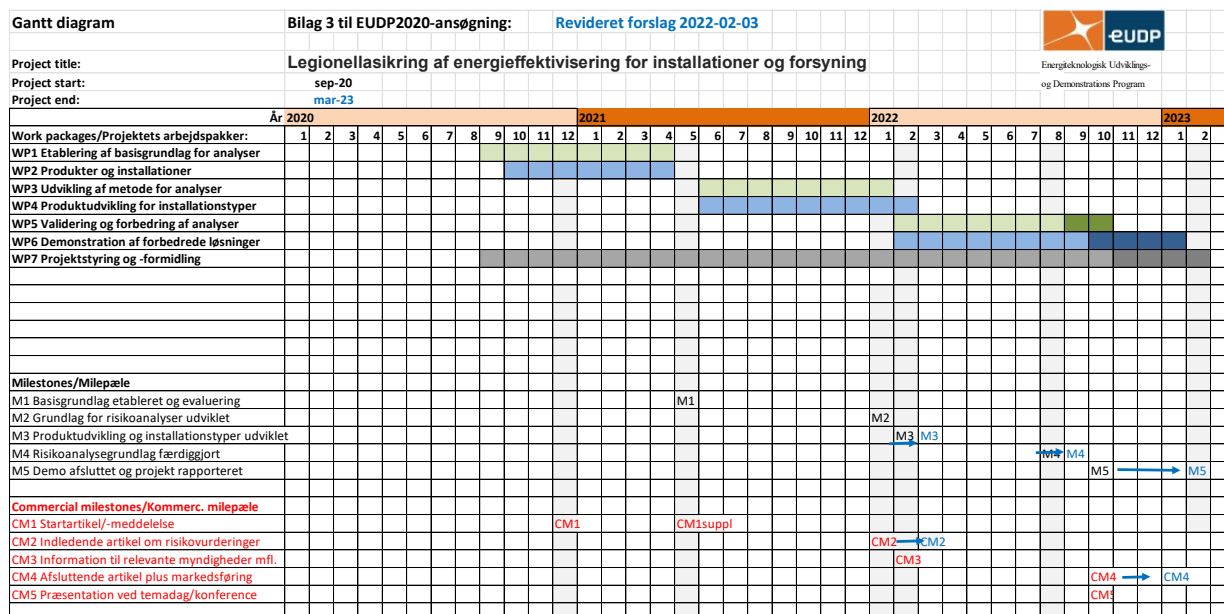 Gantt diagram Bilag 3 til EUDP2020-ansøgning: Revideret forslag 2022-02-03
EUDP
Project title: Legionellasikring af energieffektivisering for installationer og forsyning
Energiteknologisk Udviklings-
og Demonstrations Program
Project start: sep-20
Project end: mar-23
År 2020 2021 2022 2023
Work packages/Projektets arbejdspakker: 1 2 3 4 5 6 7 8 9 10 11 12 1 2 3 4 5 6 7 8 9 10 11 12 1 2 3 4 5 6 7 8 9 10 11 12 1 2
WP1 Etablering af basisgrundlag for analyser
WP2 Produkter og installationer
WP3 Udvikling af metode for analyser
WP4 Produktudvikling for installationstyper
WP5 Validering og forbedring af analyser
WP6 Demonstration af forbedrede løsninger
WP7 Projektstyring og -formidling
Milestones/Milepæle
M1 Basisgrundlag etableret og evaluering M1
M2 Grundlag for risikoanalyser udviklet M2
M3 Produktudvikling og installationstyper udviklet M3 M3
M4 Risikoanalysegrundlag færdiggjort M4 M4
M5 Demo afsluttet og projekt rapporteret M5 M5
Commercial milestones/Kommerc. milepæle
CM1 Startartikel/-meddelelse CM1 CM1suppl
CM2 Indledende artikel om risikovurderinger CM2 CM2
CM3 Information til relevante myndigheder mfl. CM3
CM4 Afsluttende artikel plus markedsføring CM4 CM4
CM5 Præsentation ved temadag/konference CM5